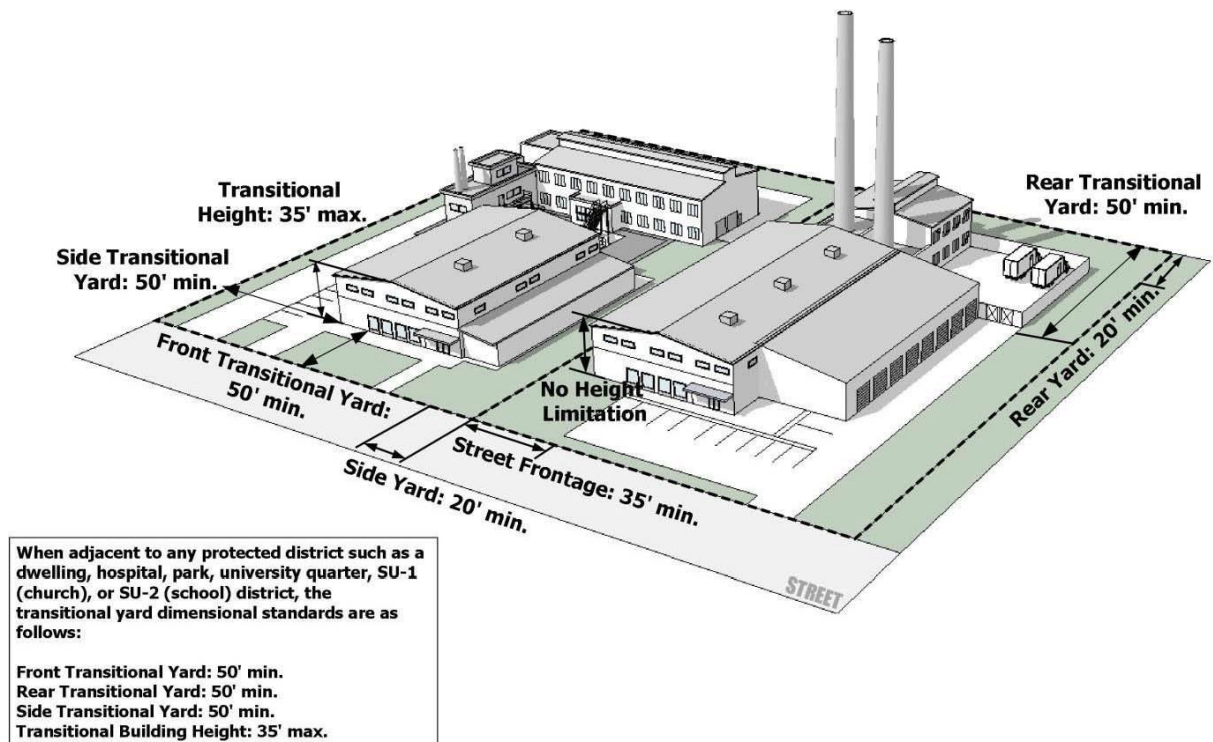 Transitional
Height: 35' max.
Rear Transitional
Yard: 50' min.
Side Transitional
Yard: 50' min.
Front Transitional Yard:
50' min.
No Height
Limitation
Rear Yard: 20' min.
Street Frontage: 35' min.
Side Yard: 20' min.
STREET
When adjacent to any protected district such as a
dwelling, hospital, park, university quarter, SU-1
(church), or SU-2 (school) district, the
transitional yard dimensional standards are as
follows:
Front Transitional Yard: 50' min.
Rear Transitional Yard: 50' min.
Side Transitional Yard: 50' min.
Transitional Building Height: 35' max.